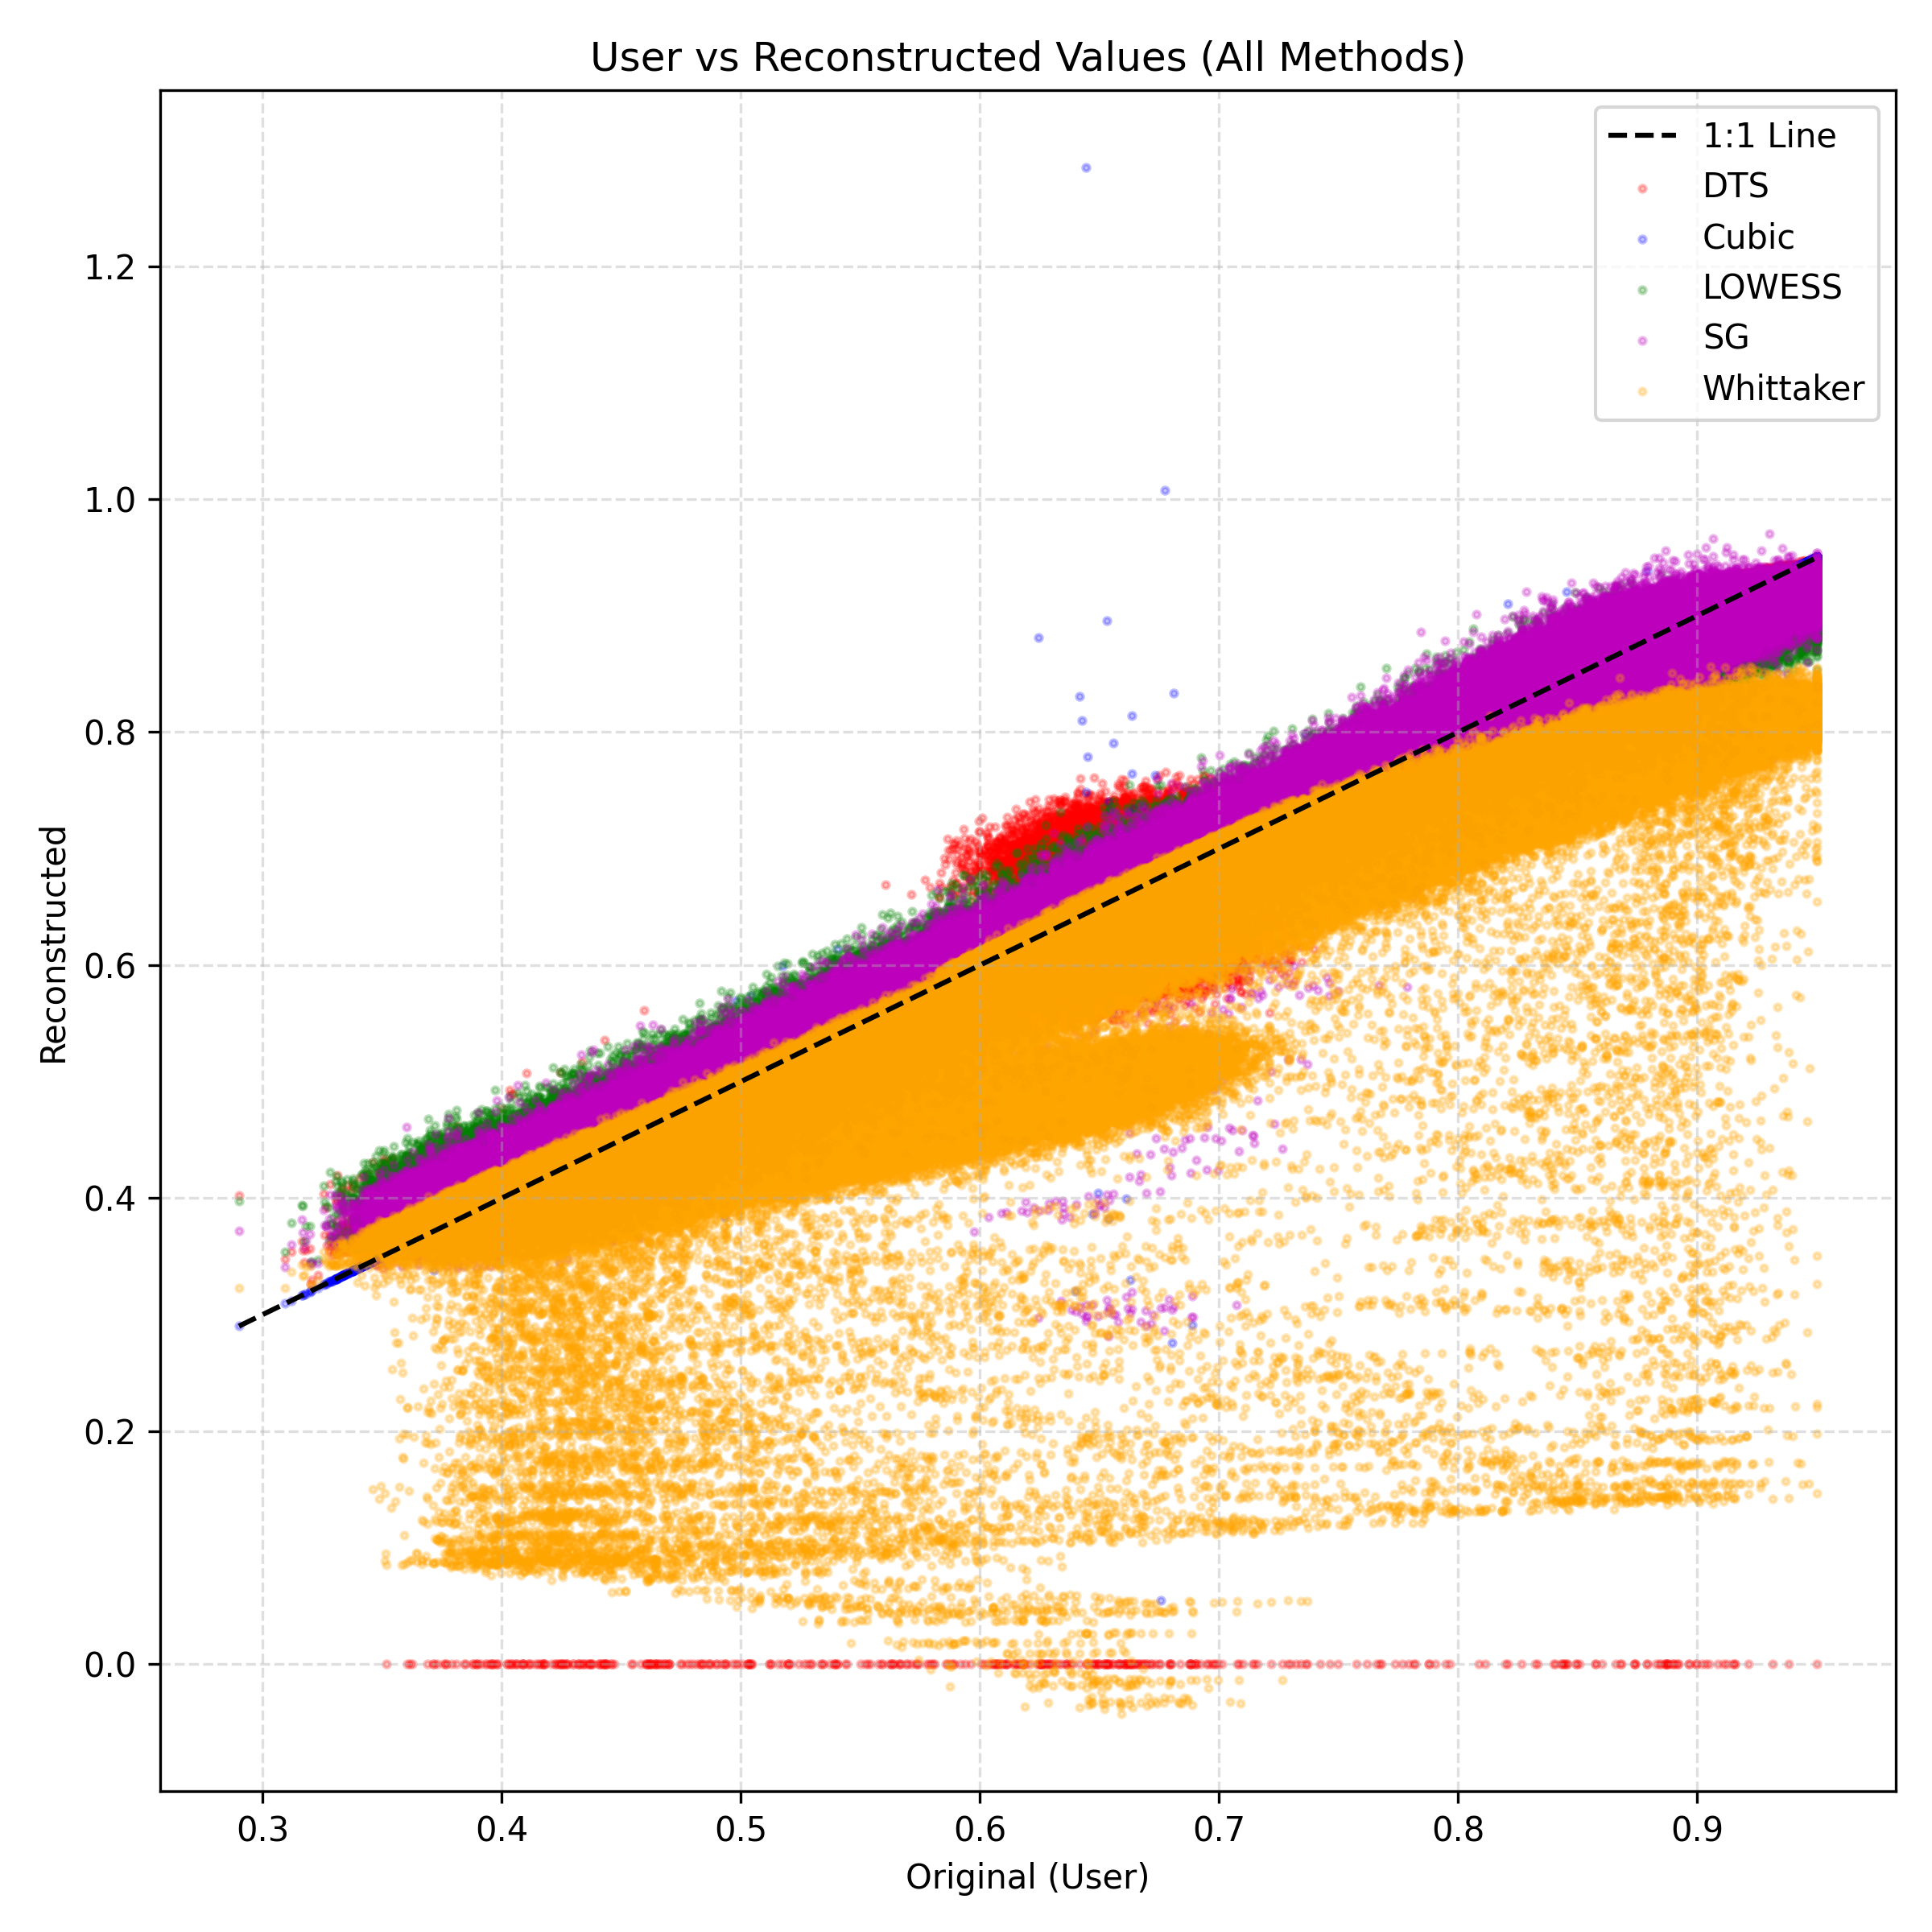 User vs Reconstructed Values (All Methods)
1:1 Line
DTS
Cubic
LOWESS
SG
Whittaker
Reconstructed
1.2
1.0
0.8
0.6
0.4
0.2
0.0
0.3 0.4 0.5 0.6 0.7 0.8 0.9
Original (User)